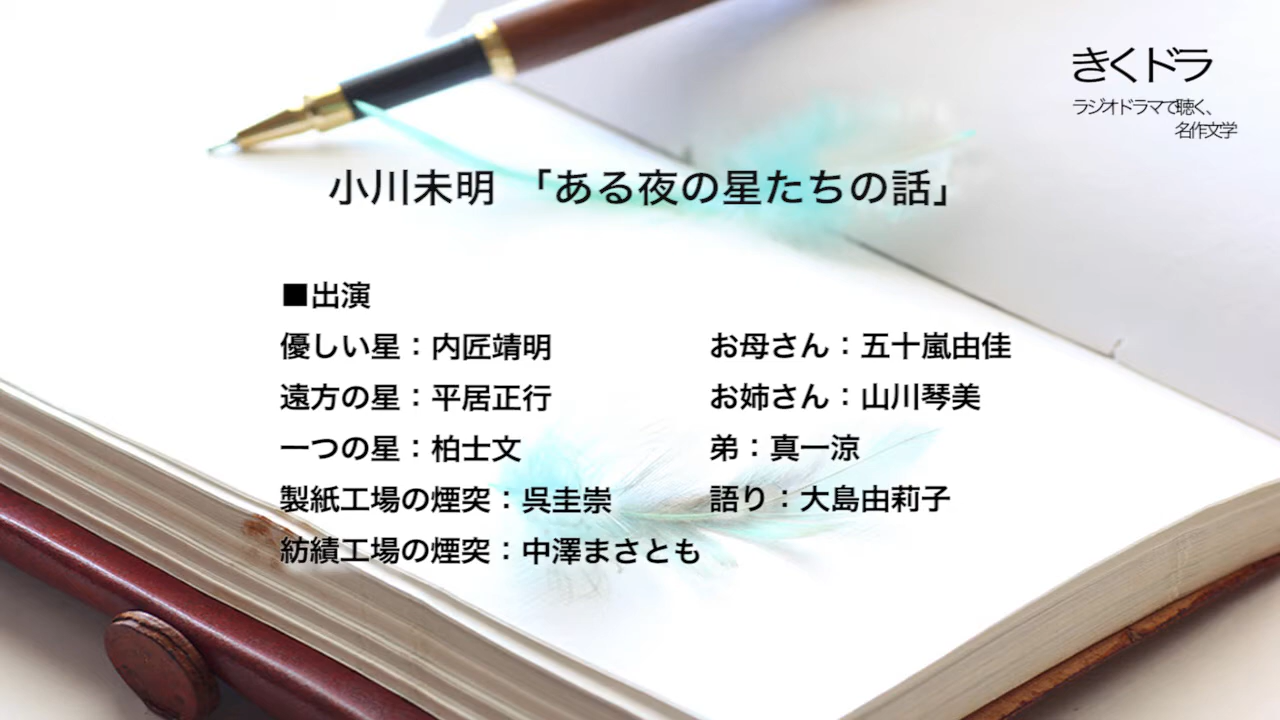 きくドラ
ラジオドラマで聴く、
名作文学
小川未明 「ある夜の星たちの話」
■出演
優しい星：内匠靖明
遠方の星：平居正行
一つの星：柏士文
製紙工場の煙突：呉圭崇
紡績工場の煙突：中澤まさとも
お母さん：五十嵐由佳
お姉さん：山川琴美
弟：真一涼
語り：大島由莉子